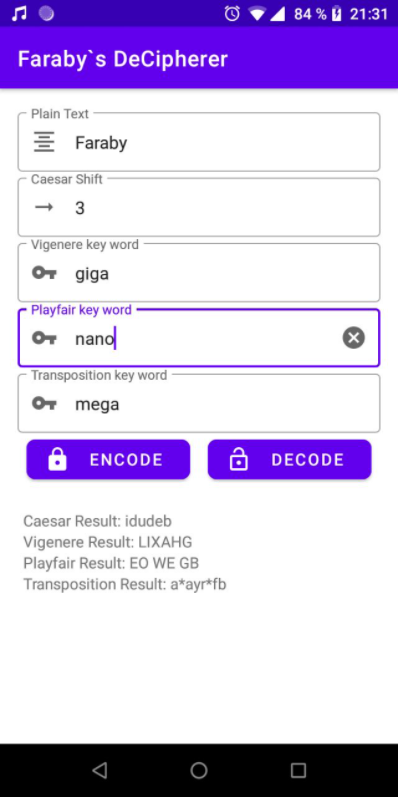 84 % 21:31
Faraby`s DeCipherer
Plain Text
Faraby
Caesar Shift
3
Vigenere key word
giga
Playfair key word
nano
Transposition key word
mega
ENCODE DECODE
Caesar Result: idudeb
Vigenere Result: LIXAHG
Playfair Result: EO WE GB
Transposition Result: a*ayr*fb